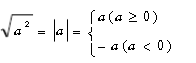 √a² = |a| = { a (a ≥ 0)
− a (a < 0)